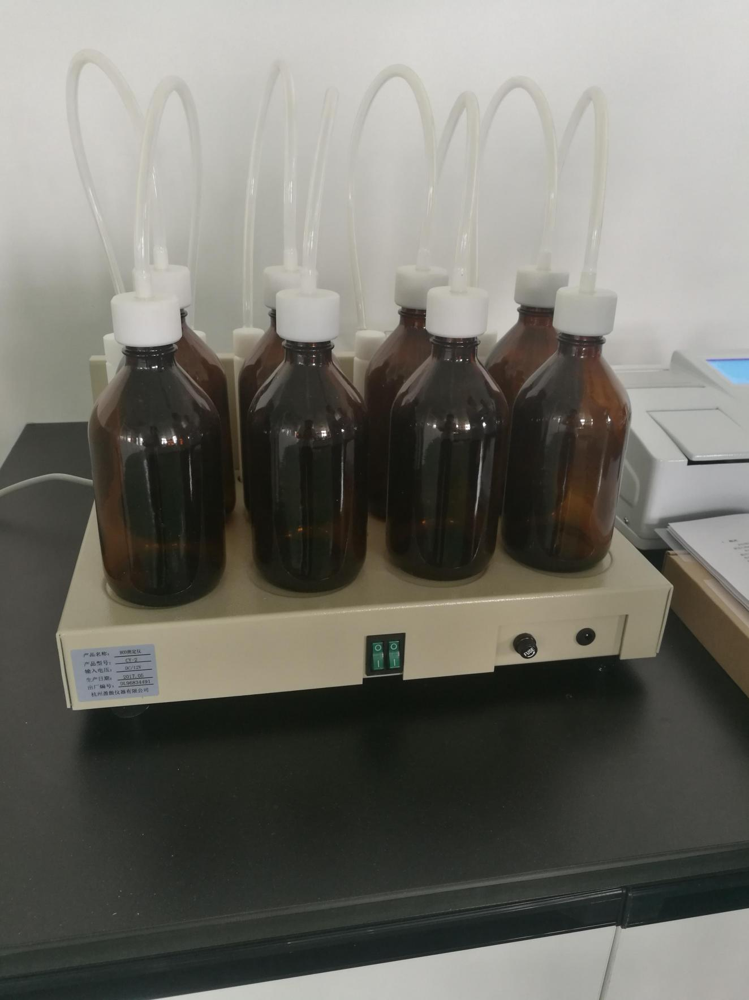 产品名称： BOD测定仪
产品型号： CY-2
输入电压： DC/12V
生产日期： 2017.05
出厂编号： DL96834491
杭州盈傲仪器有限公司
O O
I I
FUSE